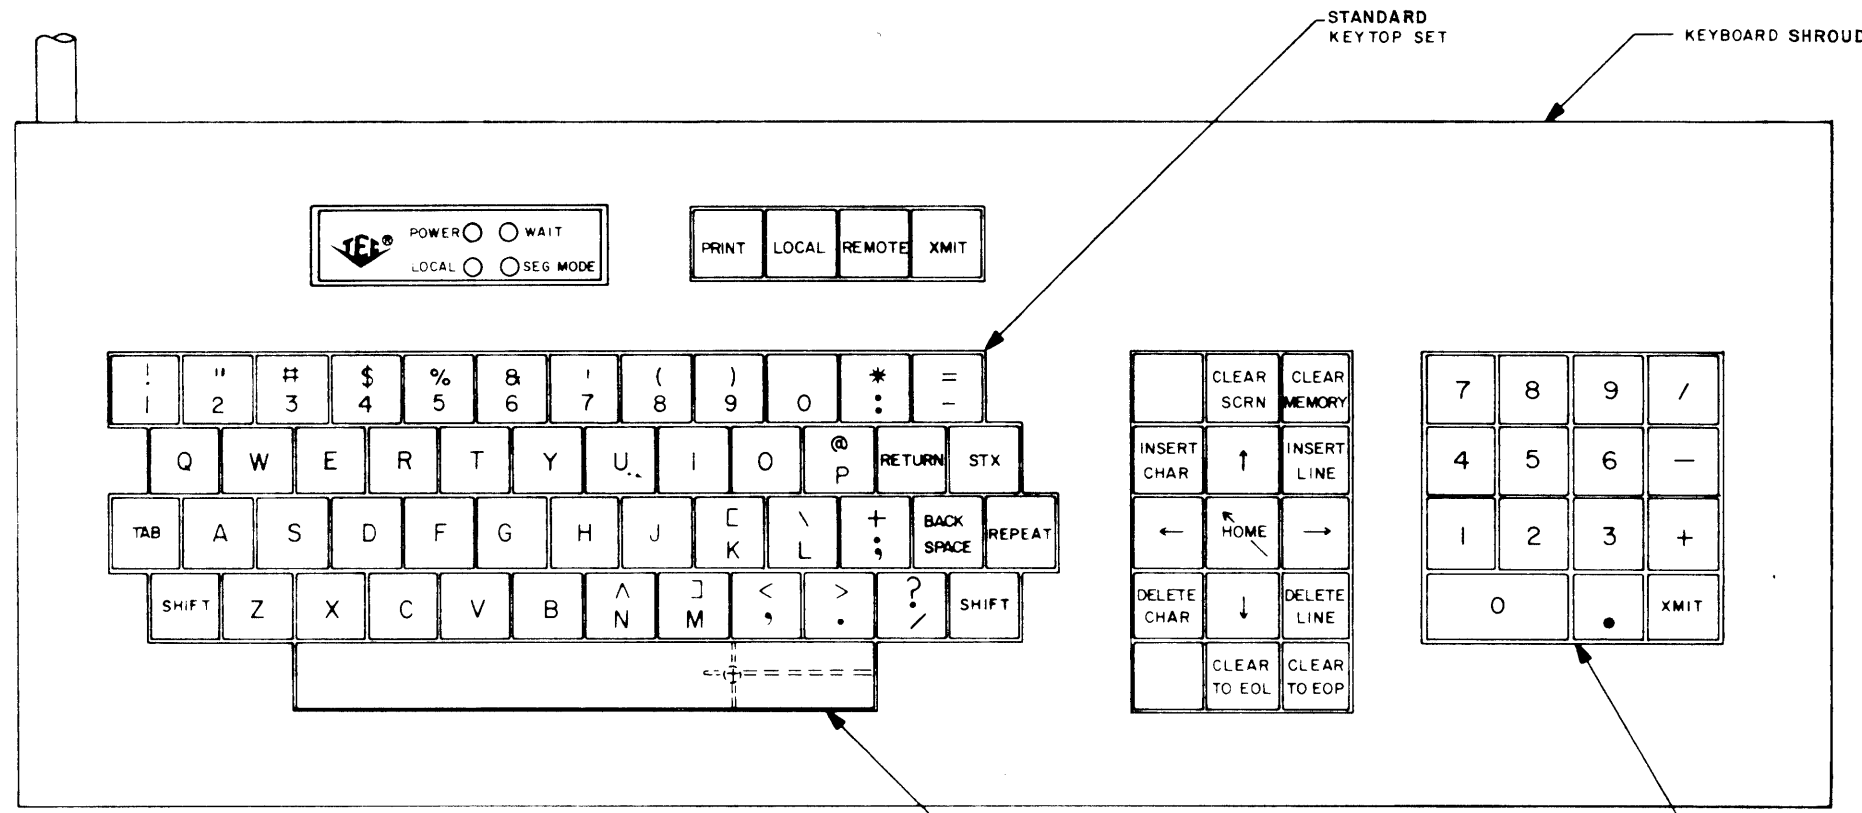 STANDARD
KEYTOP SET
KEYBOARD SHROUD
TEC®
POWER WAIT
LOCAL SEG MODE
PRINT LOCAL REMOTE XMIT
! " # $ % & ' ( ) * =
1 2 3 4 5 6 7 8 9 0 : -
Q W E R T Y U I O @ P RETURN STX
TAB A S D F G H J [ K \ L + ; BACK SPACE REPEAT
SHIFT Z X C V B ^ N ] M < , > . ? / SHIFT
CLEAR SCRN CLEAR MEMORY
INSERT CHAR ↑ INSERT LINE
← ↖ HOME \ →
DELETE CHAR ↓ DELETE LINE
CLEAR TO EOL CLEAR TO EOP
7 8 9 /
4 5 6 —
1 2 3 +
0 . XMIT